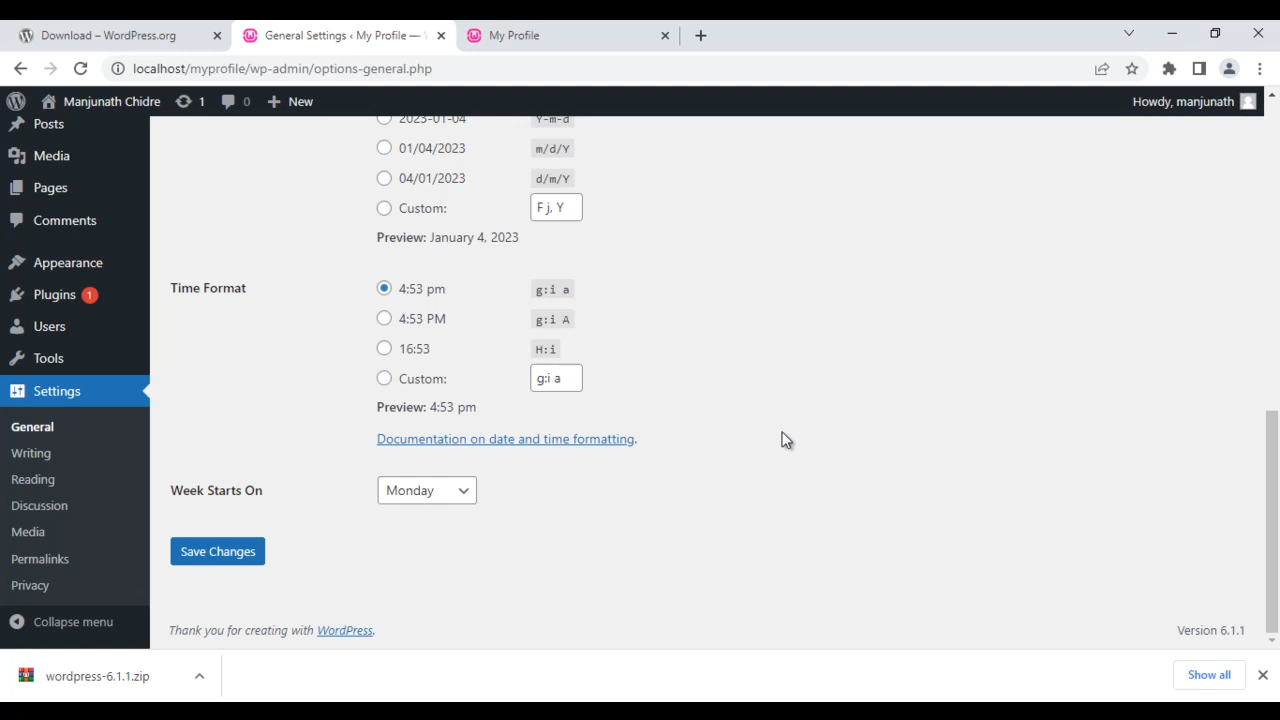 Download – WordPress.org
General Settings ‹ My Profile —
My Profile
localhost/myprofile/wp-admin/options-general.php
Manjunath Chidre 1 0 New Howdy, manjunath
Posts
Media
Pages
Comments
Appearance
Plugins 1
Users
Tools
Settings
General
Writing
Reading
Discussion
Media
Permalinks
Privacy
Collapse menu
2023-01-04 Y-m-d
01/04/2023 m/d/Y
04/01/2023 d/m/Y
Custom: F j, Y
Preview: January 4, 2023
Time Format
4:53 pm g:i a
4:53 PM g:i A
16:53 H:i
Custom: g:i a
Preview: 4:53 pm
Documentation on date and time formatting.
Week Starts On Monday
Save Changes
Thank you for creating with WordPress.
Version 6.1.1
wordpress-6.1.1.zip
Show all